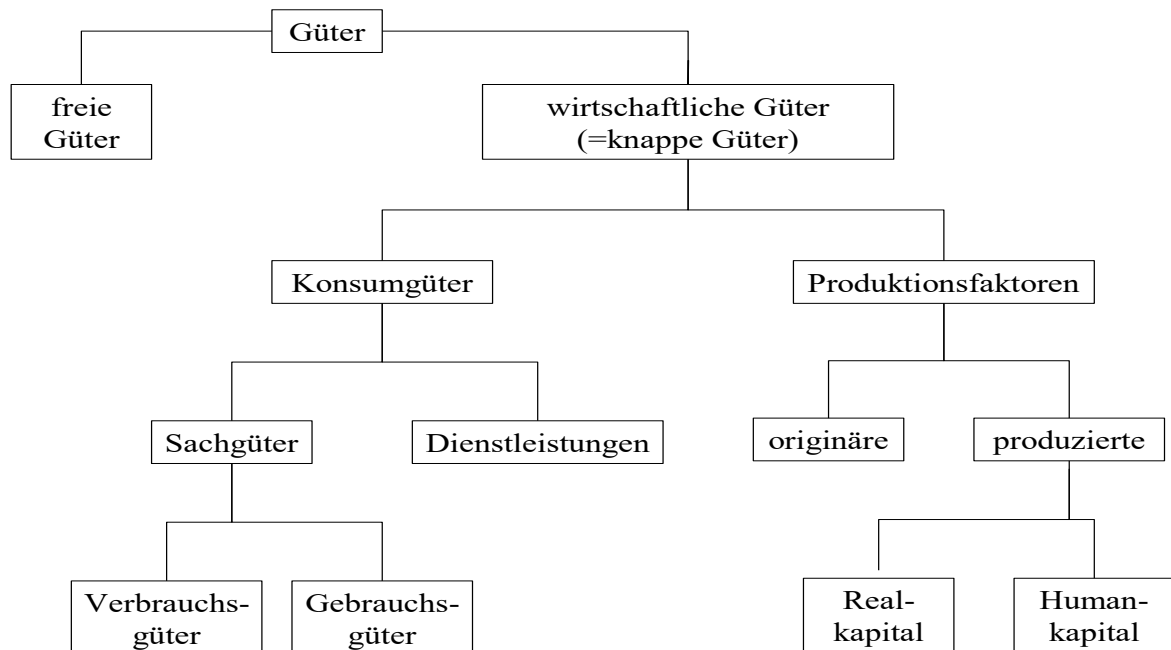 Güter
freie
Güter
wirtschaftliche Güter
(=knappe Güter)
Konsumgüter
Produktionsfaktoren
Sachgüter
Dienstleistungen
originäre
produzierte
Verbrauchs-
güter
Gebrauchs-
güter
Real-
kapital
Human-
kapital